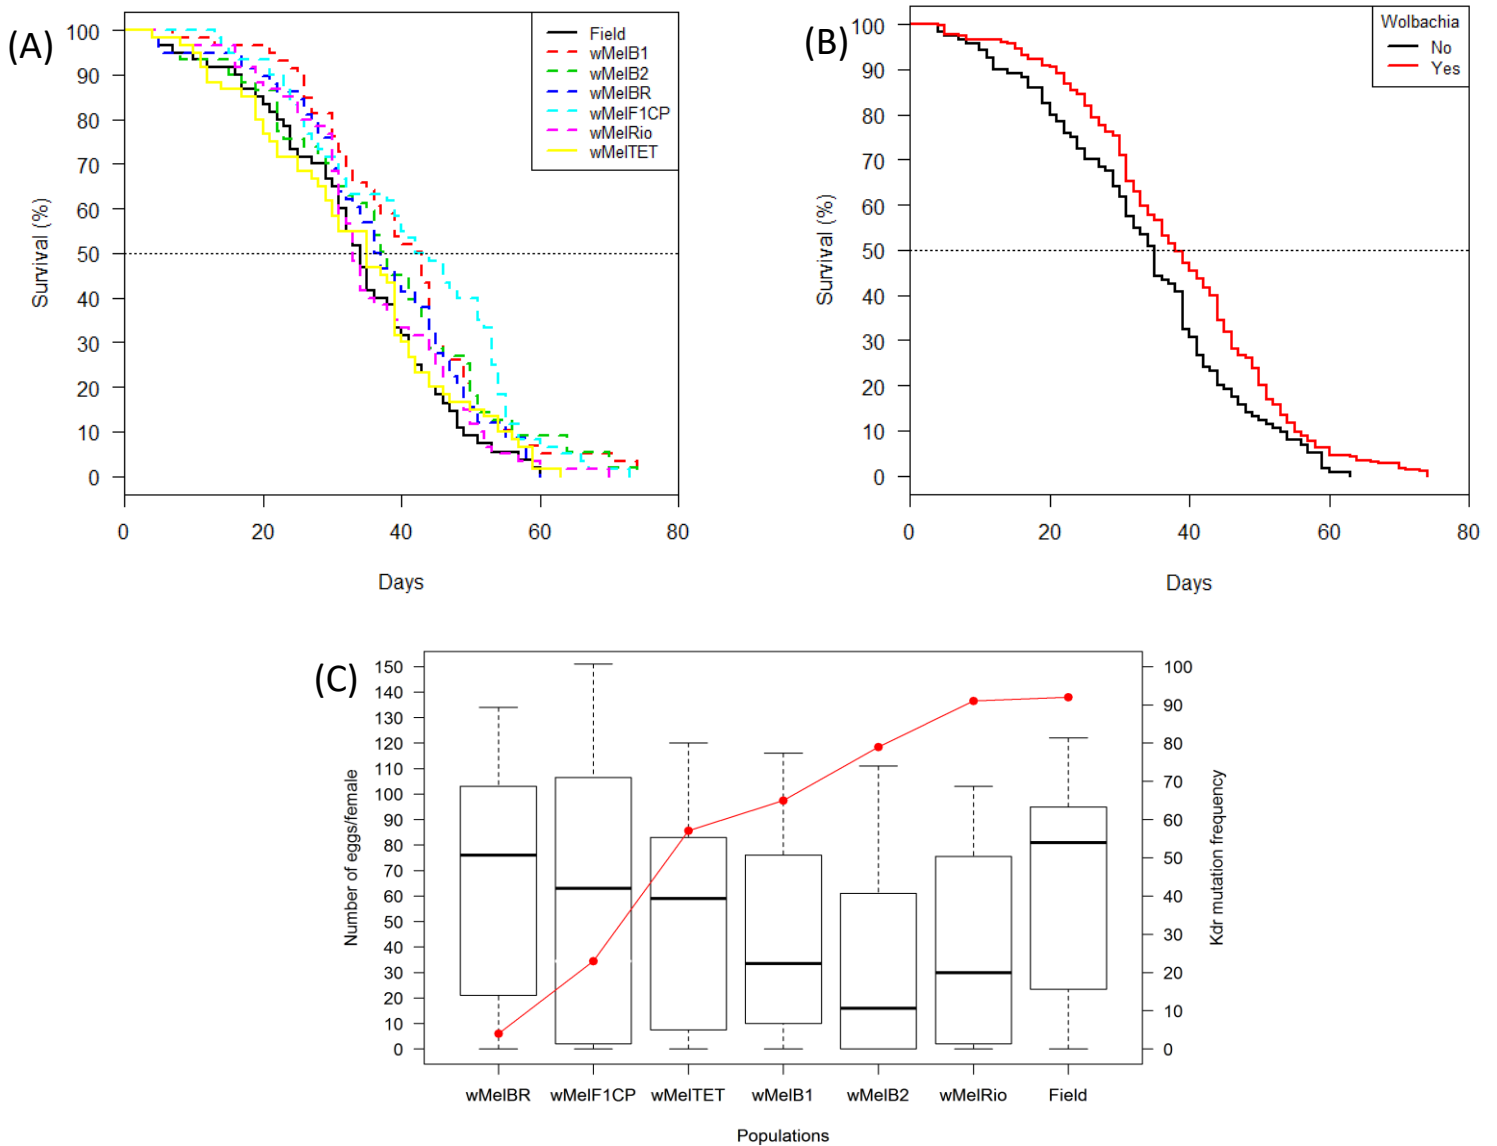 (A)
100
90
80
70
60
50
40
30
20
10
0
Survival (%)
0 20 40 60 80
Days
Field
wMelB1
wMelB2
wMelBR
wMelF1CP
wMelRio
wMelTET
(B)
100
90
80
70
60
50
40
30
20
10
0
Survival (%)
0 20 40 60 80
Days
Wolbachia
No
Yes
(C)
150
140
130
120
110
100
90
80
70
60
50
40
30
20
10
0
Number of eggs/female
100
90
80
70
60
50
40
30
20
10
0
Kdr mutation frequency
wMelBR wMelF1CP wMelTET wMelB1 wMelB2 wMelRio Field
Populations